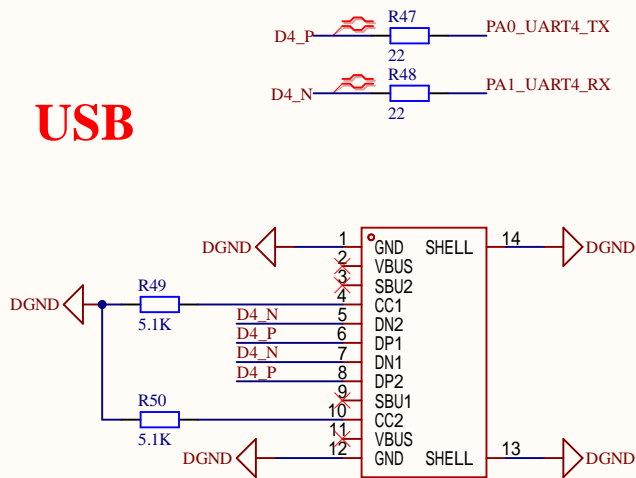 R47
D4_P
PA0_UART4_TX
22
R48
D4_N
PA1_UART4_RX
22
USB
1 GND SHELL 14
DGND
DGND
2 VBUS
3 SBU2
R49
4 CC1
DGND
5.1K
D4_N 5 DN2
D4_P 6 DP1
D4_N 7 DN1
D4_P 8 DP2
9 SBU1
R50
10 CC2
5.1K
11 VBUS
12 GND SHELL 13
DGND
DGND